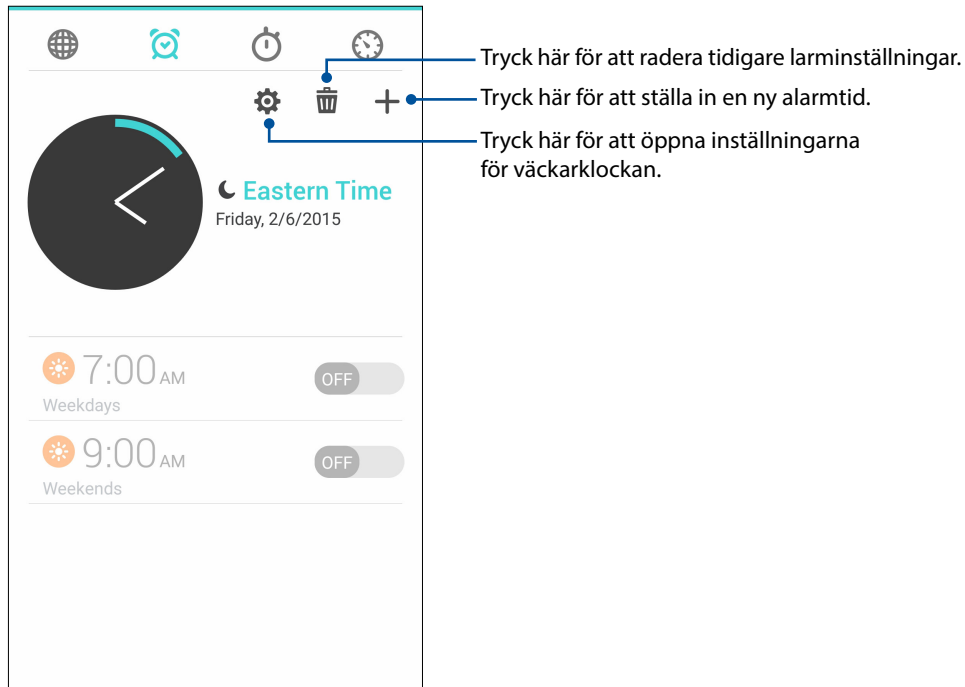 Tryck här för att radera tidigare larminställningar.
Tryck här för att ställa in en ny alarmtid.
Tryck här för att öppna inställningarna
för väckarklockan.
Eastern Time
Friday, 2/6/2015
7:00 AM
OFF
Weekdays
9:00 AM
OFF
Weekends